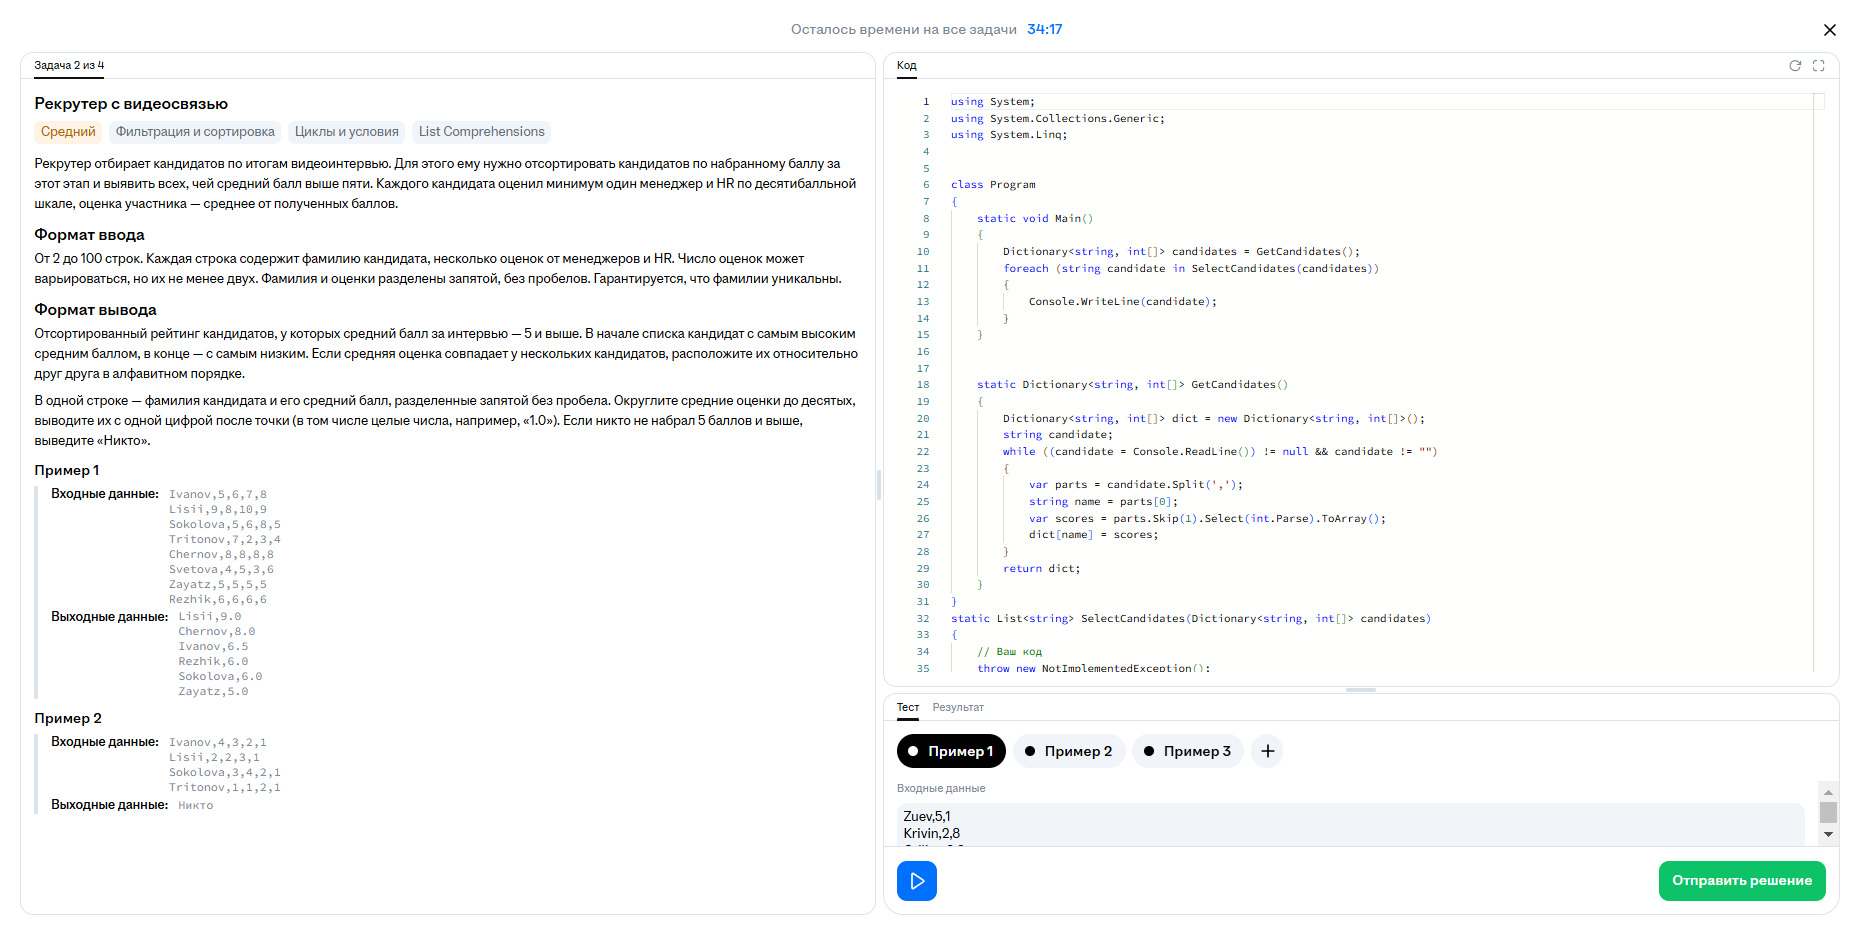 Осталось времени на все задачи 34:17
Задача 2 из 4
Рекрутер с видеосвязью
Средний Фильтрация и сортировка Циклы и условия List Comprehensions
Рекрутер отбирает кандидатов по итогам видеоинтервью. Для этого ему нужно отсортировать кандидатов по набранному баллу за
этот этап и выявить всех, чей средний балл выше пяти. Каждого кандидата оценил минимум один менеджер и HR по десятибалльной
шкале, оценка участника — среднее от полученных баллов.
Формат ввода
От 2 до 100 строк. Каждая строка содержит фамилию кандидата, несколько оценок от менеджеров и HR. Число оценок может
варьироваться, но их не менее двух. Фамилия и оценки разделены запятой, без пробелов. Гарантируется, что фамилии уникальны.
Формат вывода
Отсортированный рейтинг кандидатов, у которых средний балл за интервью — 5 и выше. В начале списка кандидат с самым высоким
средним баллом, в конце — с самым низким. Если средняя оценка совпадает у нескольких кандидатов, расположите их относительно
друг друга в алфавитном порядке.
В одной строке — фамилия кандидата и его средний балл, разделенные запятой без пробела. Округлите средние оценки до десятых,
выводите их с одной цифрой после точки (в том числе целые числа, например, «1.0»). Если никто не набрал 5 баллов и выше,
выведите «Никто».
Пример 1
Входные данные: Ivanov,5,6,7,8
Lisii,9,8,10,9
Sokolova,5,6,8,5
Tritonov,7,2,3,4
Chernov,8,8,8,8
Svetova,4,5,3,6
Zayatz,5,5,5,5
Rezhik,6,6,6,6
Выходные данные: Lisii,9.0
Chernov,8.0
Ivanov,6.5
Rezhik,6.0
Sokolova,6.0
Zayatz,5.0
Пример 2
Входные данные: Ivanov,4,3,2,1
Lisii,2,2,3,1
Sokolova,3,4,2,1
Tritonov,1,1,2,1
Выходные данные: Никто
Код
1 using System;
2 using System.Collections.Generic;
3 using System.Linq;
4
5
6 class Program
7 {
8 static void Main()
9 {
10 Dictionary<string, int[]> candidates = GetCandidates();
11 foreach (string candidate in SelectCandidates(candidates))
12 {
13 Console.WriteLine(candidate);
14 }
15 }
16
17
18 static Dictionary<string, int[]> GetCandidates()
19 {
20 Dictionary<string, int[]> dict = new Dictionary<string, int[]>();
21 string candidate;
22 while ((candidate = Console.ReadLine()) != null && candidate != "")
23 {
24 var parts = candidate.Split(',');
25 string name = parts[0];
26 var scores = parts.Skip(1).Select(int.Parse).ToArray();
27 dict[name] = scores;
28 }
29 return dict;
30 }
31 }
32 static List<string> SelectCandidates(Dictionary<string, int[]> candidates)
33 {
34 // Ваш код
35 throw new NotImplementedException();
Тест Результат
Пример 1 Пример 2 Пример 3
Входные данные
Zuev,5,1
Krivin,2,8
Отправить решение